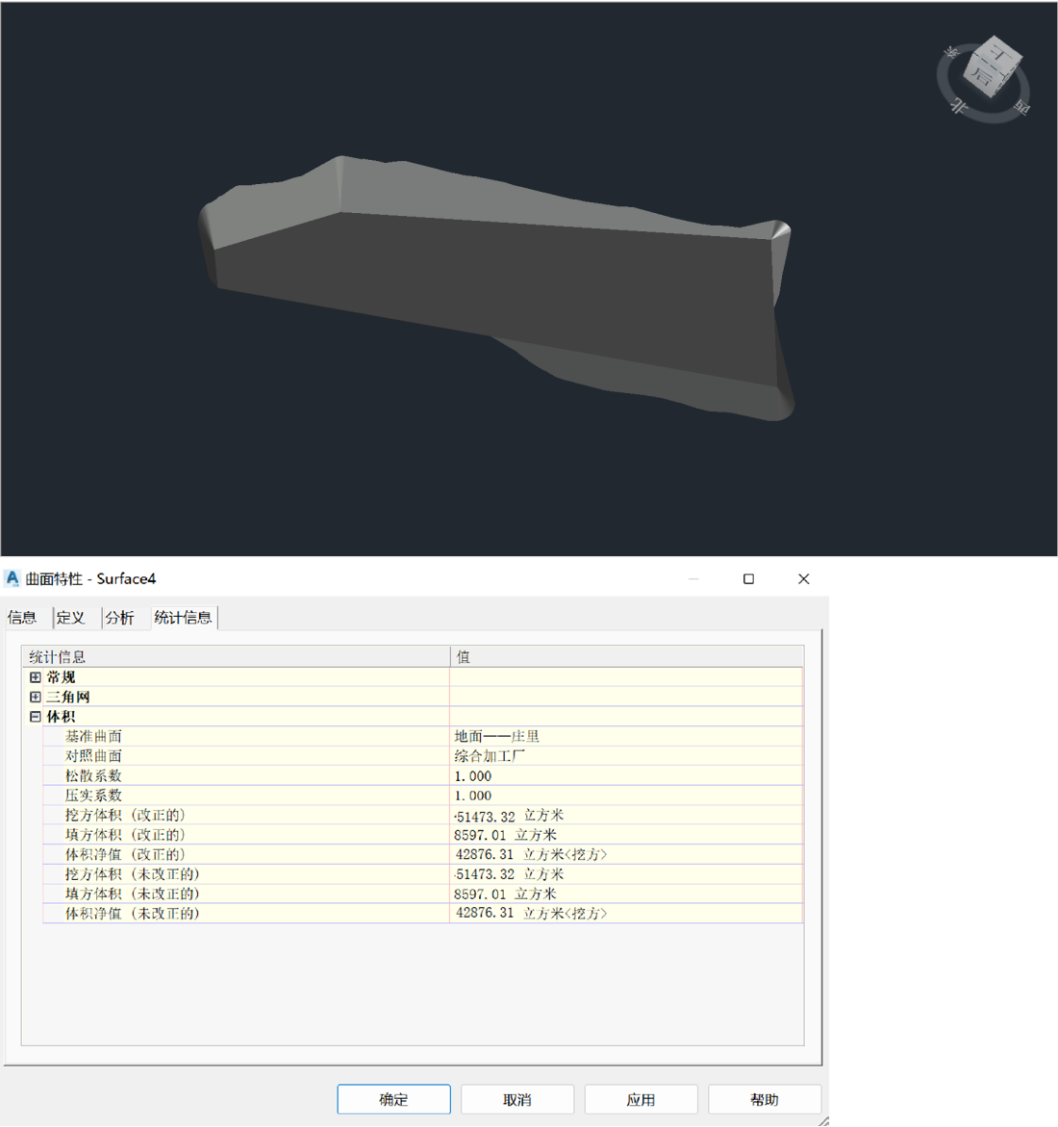 上
后
东
北
西
曲面特性 - Surface4
信息 定义 分析 统计信息
统计信息 值
常规
三角网
体积
基准曲面 地面——庄里
对照曲面 综合加工厂
松散系数 1.000
压实系数 1.000
挖方体积 (改正的) 51473.32 立方米
填方体积 (改正的) 8597.01 立方米
体积净值 (改正的) 42876.31 立方米<挖方>
挖方体积 (未改正的) 51473.32 立方米
填方体积 (未改正的) 8597.01 立方米
体积净值 (未改正的) 42876.31 立方米<挖方>
确定 取消 应用 帮助